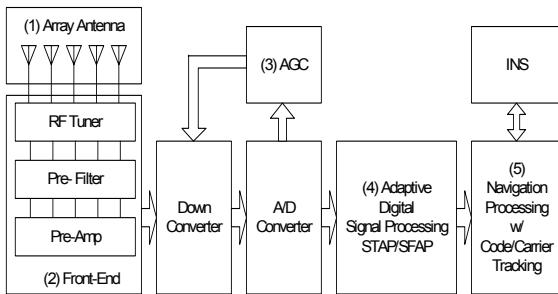 (1) Array Antenna
RF Tuner
Pre- Filter
Pre-Amp
(2) Front-End
Down
Converter
(3) AGC
A/D
Converter
(4) Adaptive
Digital
Signal Processing
STAP/SFAP
INS
(5)
Navigation
Processing
w/
Code/Carrier
Tracking